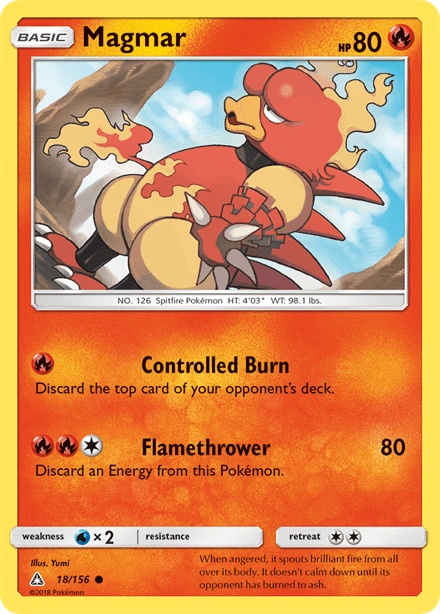 BASIC Magmar HP80
NO. 126 Spitfire Pokémon HT: 4'03" WT: 98.1 lbs.
Controlled Burn
Discard the top card of your opponent's deck.
Flamethrower 80
Discard an Energy from this Pokémon.
weakness ×2 resistance retreat
Illus. Yumi
18/156
©2018 Pokémon
When angered, it spouts brilliant fire from all
over its body. It doesn't calm down until its
opponent has burned to ash.